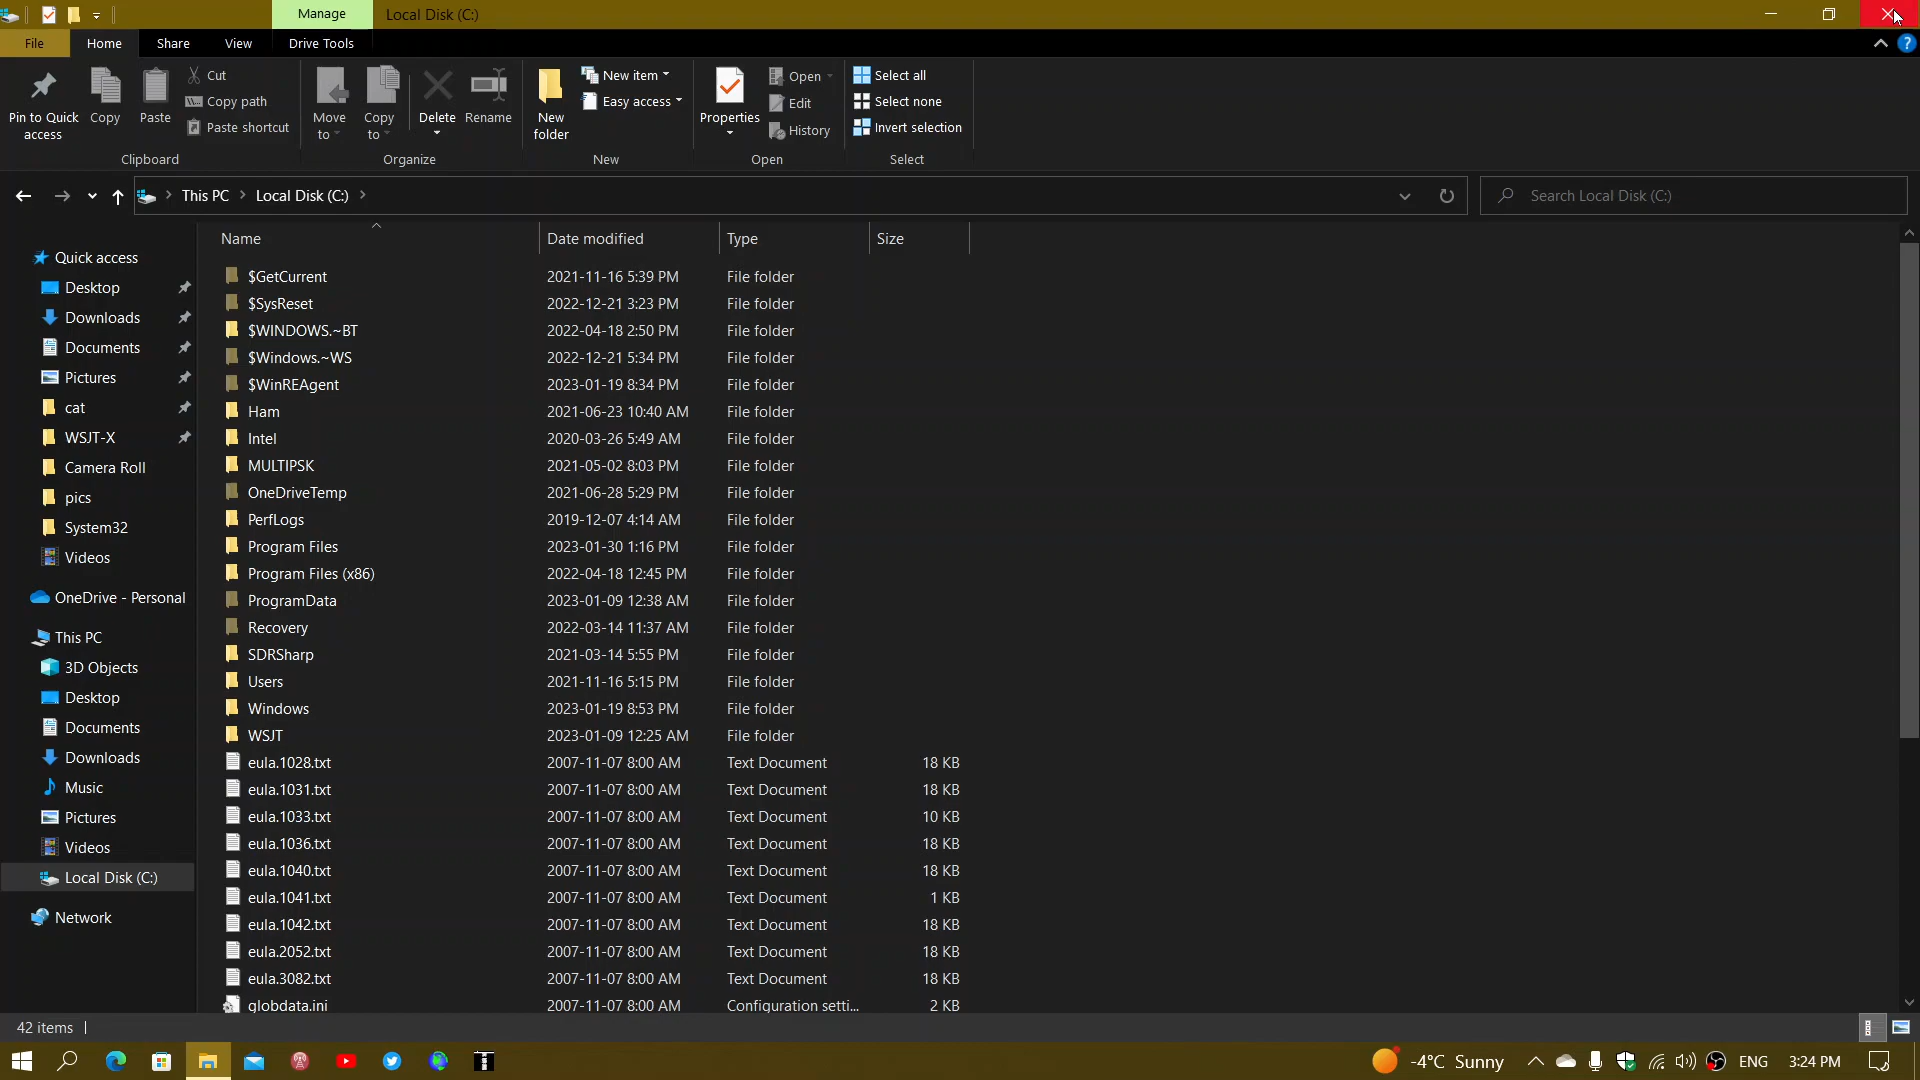 Manage
Local Disk (C:)
File
Home
Share
View
Drive Tools
Pin to Quick access
Copy
Paste
Cut
Copy path
Paste shortcut
Clipboard
Move to
Copy to
Delete
Rename
Organize
New folder
New item
Easy access
New
Properties
Open
Edit
History
Open
Select all
Select none
Invert selection
Select
This PC
Local Disk (C:)
Search Local Disk (C:)
Quick access
Desktop
Downloads
Documents
Pictures
cat
WSJT-X
Camera Roll
pics
System32
Videos
OneDrive - Personal
This PC
3D Objects
Desktop
Documents
Downloads
Music
Pictures
Videos
Local Disk (C:)
Network
Name Date modified Type Size
$GetCurrent 2021-11-16 5:39 PM File folder
$SysReset 2022-12-21 3:23 PM File folder
$WINDOWS.~BT 2022-04-18 2:50 PM File folder
$Windows.~WS 2022-12-21 5:34 PM File folder
$WinREAgent 2023-01-19 8:34 PM File folder
Ham 2021-06-23 10:40 AM File folder
Intel 2020-03-26 5:49 AM File folder
MULTIPSK 2021-05-02 8:03 PM File folder
OneDriveTemp 2021-06-28 5:29 PM File folder
PerfLogs 2019-12-07 4:14 AM File folder
Program Files 2023-01-30 1:16 PM File folder
Program Files (x86) 2022-04-18 12:45 PM File folder
ProgramData 2023-01-09 12:38 AM File folder
Recovery 2022-03-14 11:37 AM File folder
SDRSharp 2021-03-14 5:55 PM File folder
Users 2021-11-16 5:15 PM File folder
Windows 2023-01-19 8:53 PM File folder
WSJT 2023-01-09 12:25 AM File folder
eula.1028.txt 2007-11-07 8:00 AM Text Document 18 KB
eula.1031.txt 2007-11-07 8:00 AM Text Document 18 KB
eula.1033.txt 2007-11-07 8:00 AM Text Document 10 KB
eula.1036.txt 2007-11-07 8:00 AM Text Document 18 KB
eula.1040.txt 2007-11-07 8:00 AM Text Document 18 KB
eula.1041.txt 2007-11-07 8:00 AM Text Document 1 KB
eula.1042.txt 2007-11-07 8:00 AM Text Document 18 KB
eula.2052.txt 2007-11-07 8:00 AM Text Document 18 KB
eula.3082.txt 2007-11-07 8:00 AM Text Document 18 KB
globdata.ini 2007-11-07 8:00 AM Configuration setti... 2 KB
42 items
-4°C Sunny
ENG
3:24 PM